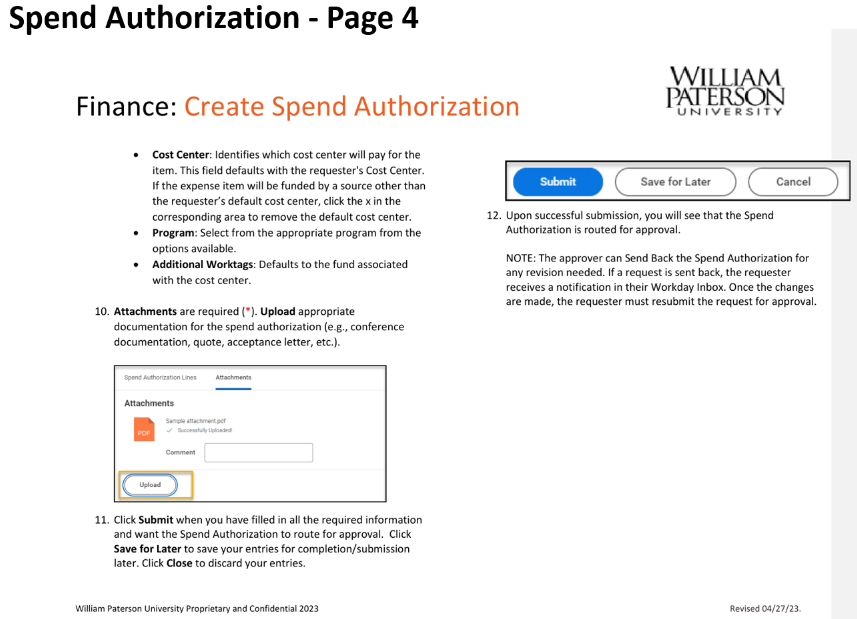 Spend Authorization - Page 4
Finance: Create Spend Authorization
WILLIAM
PATERSON
UNIVERSITY
• Cost Center: Identifies which cost center will pay for the
item. This field defaults with the requester's Cost Center.
If the expense item will be funded by a source other than
the requester's default cost center, click the x in the
corresponding area to remove the default cost center.
• Program: Select from the appropriate program from the
options available.
• Additional Worktags: Defaults to the fund associated
with the cost center.
10. Attachments are required (*). Upload appropriate
documentation for the spend authorization (e.g., conference
documentation, quote, acceptance letter, etc.).
Spend Authorization Lines Attachments
Attachments
PDF
Sample attachment.pdf
✓ Successfully Uploaded!
Comment
Upload
11. Click Submit when you have filled in all the required information
and want the Spend Authorization to route for approval. Click
Save for Later to save your entries for completion/submission
later. Click Close to discard your entries.
Submit Save for Later Cancel
12. Upon successful submission, you will see that the Spend
Authorization is routed for approval.
NOTE: The approver can Send Back the Spend Authorization for
any revision needed. If a request is sent back, the requester
receives a notification in their Workday Inbox. Once the changes
are made, the requester must resubmit the request for approval.
William Paterson University Proprietary and Confidential 2023
Revised 04/27/23.